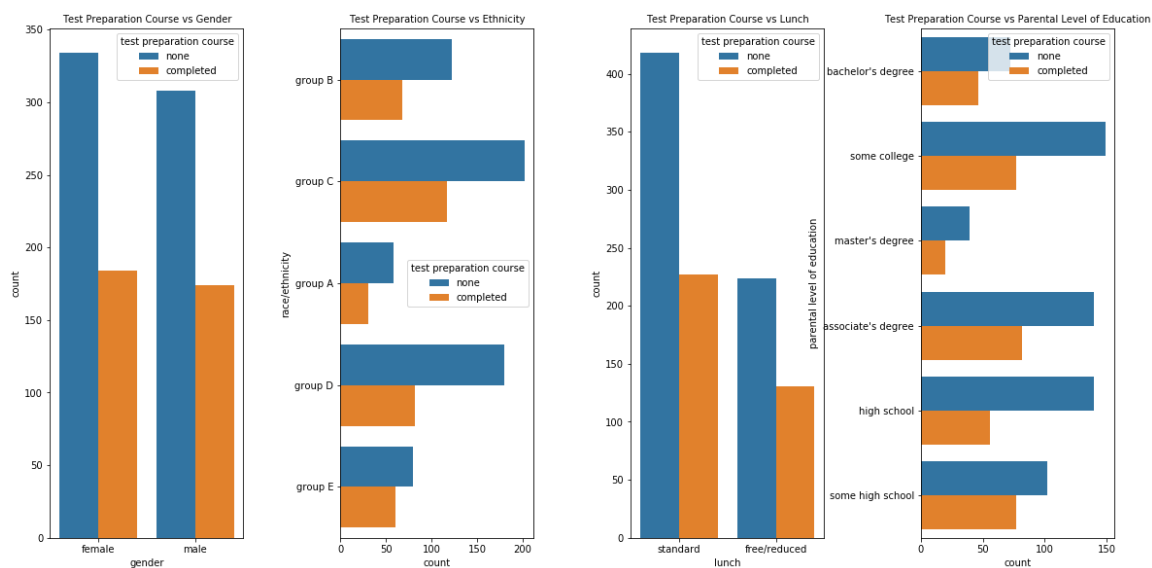 Test Preparation Course vs Gender
test preparation course
none
completed
350
300
250
200
150
100
50
0
count
female
male
gender
Test Preparation Course vs Ethnicity
group B
group C
group A
group D
group E
race/ethnicity
test preparation course
none
completed
0
50
100
150
200
count
Test Preparation Course vs Lunch
test preparation course
none
completed
400
350
300
250
200
150
100
50
0
count
standard
free/reduced
lunch
Test Preparation Course vs Parental Level of Education
test preparation course
none
completed
bachelor's degree
some college
master's degree
associate's degree
high school
some high school
parental level of education
0
50
100
150
count